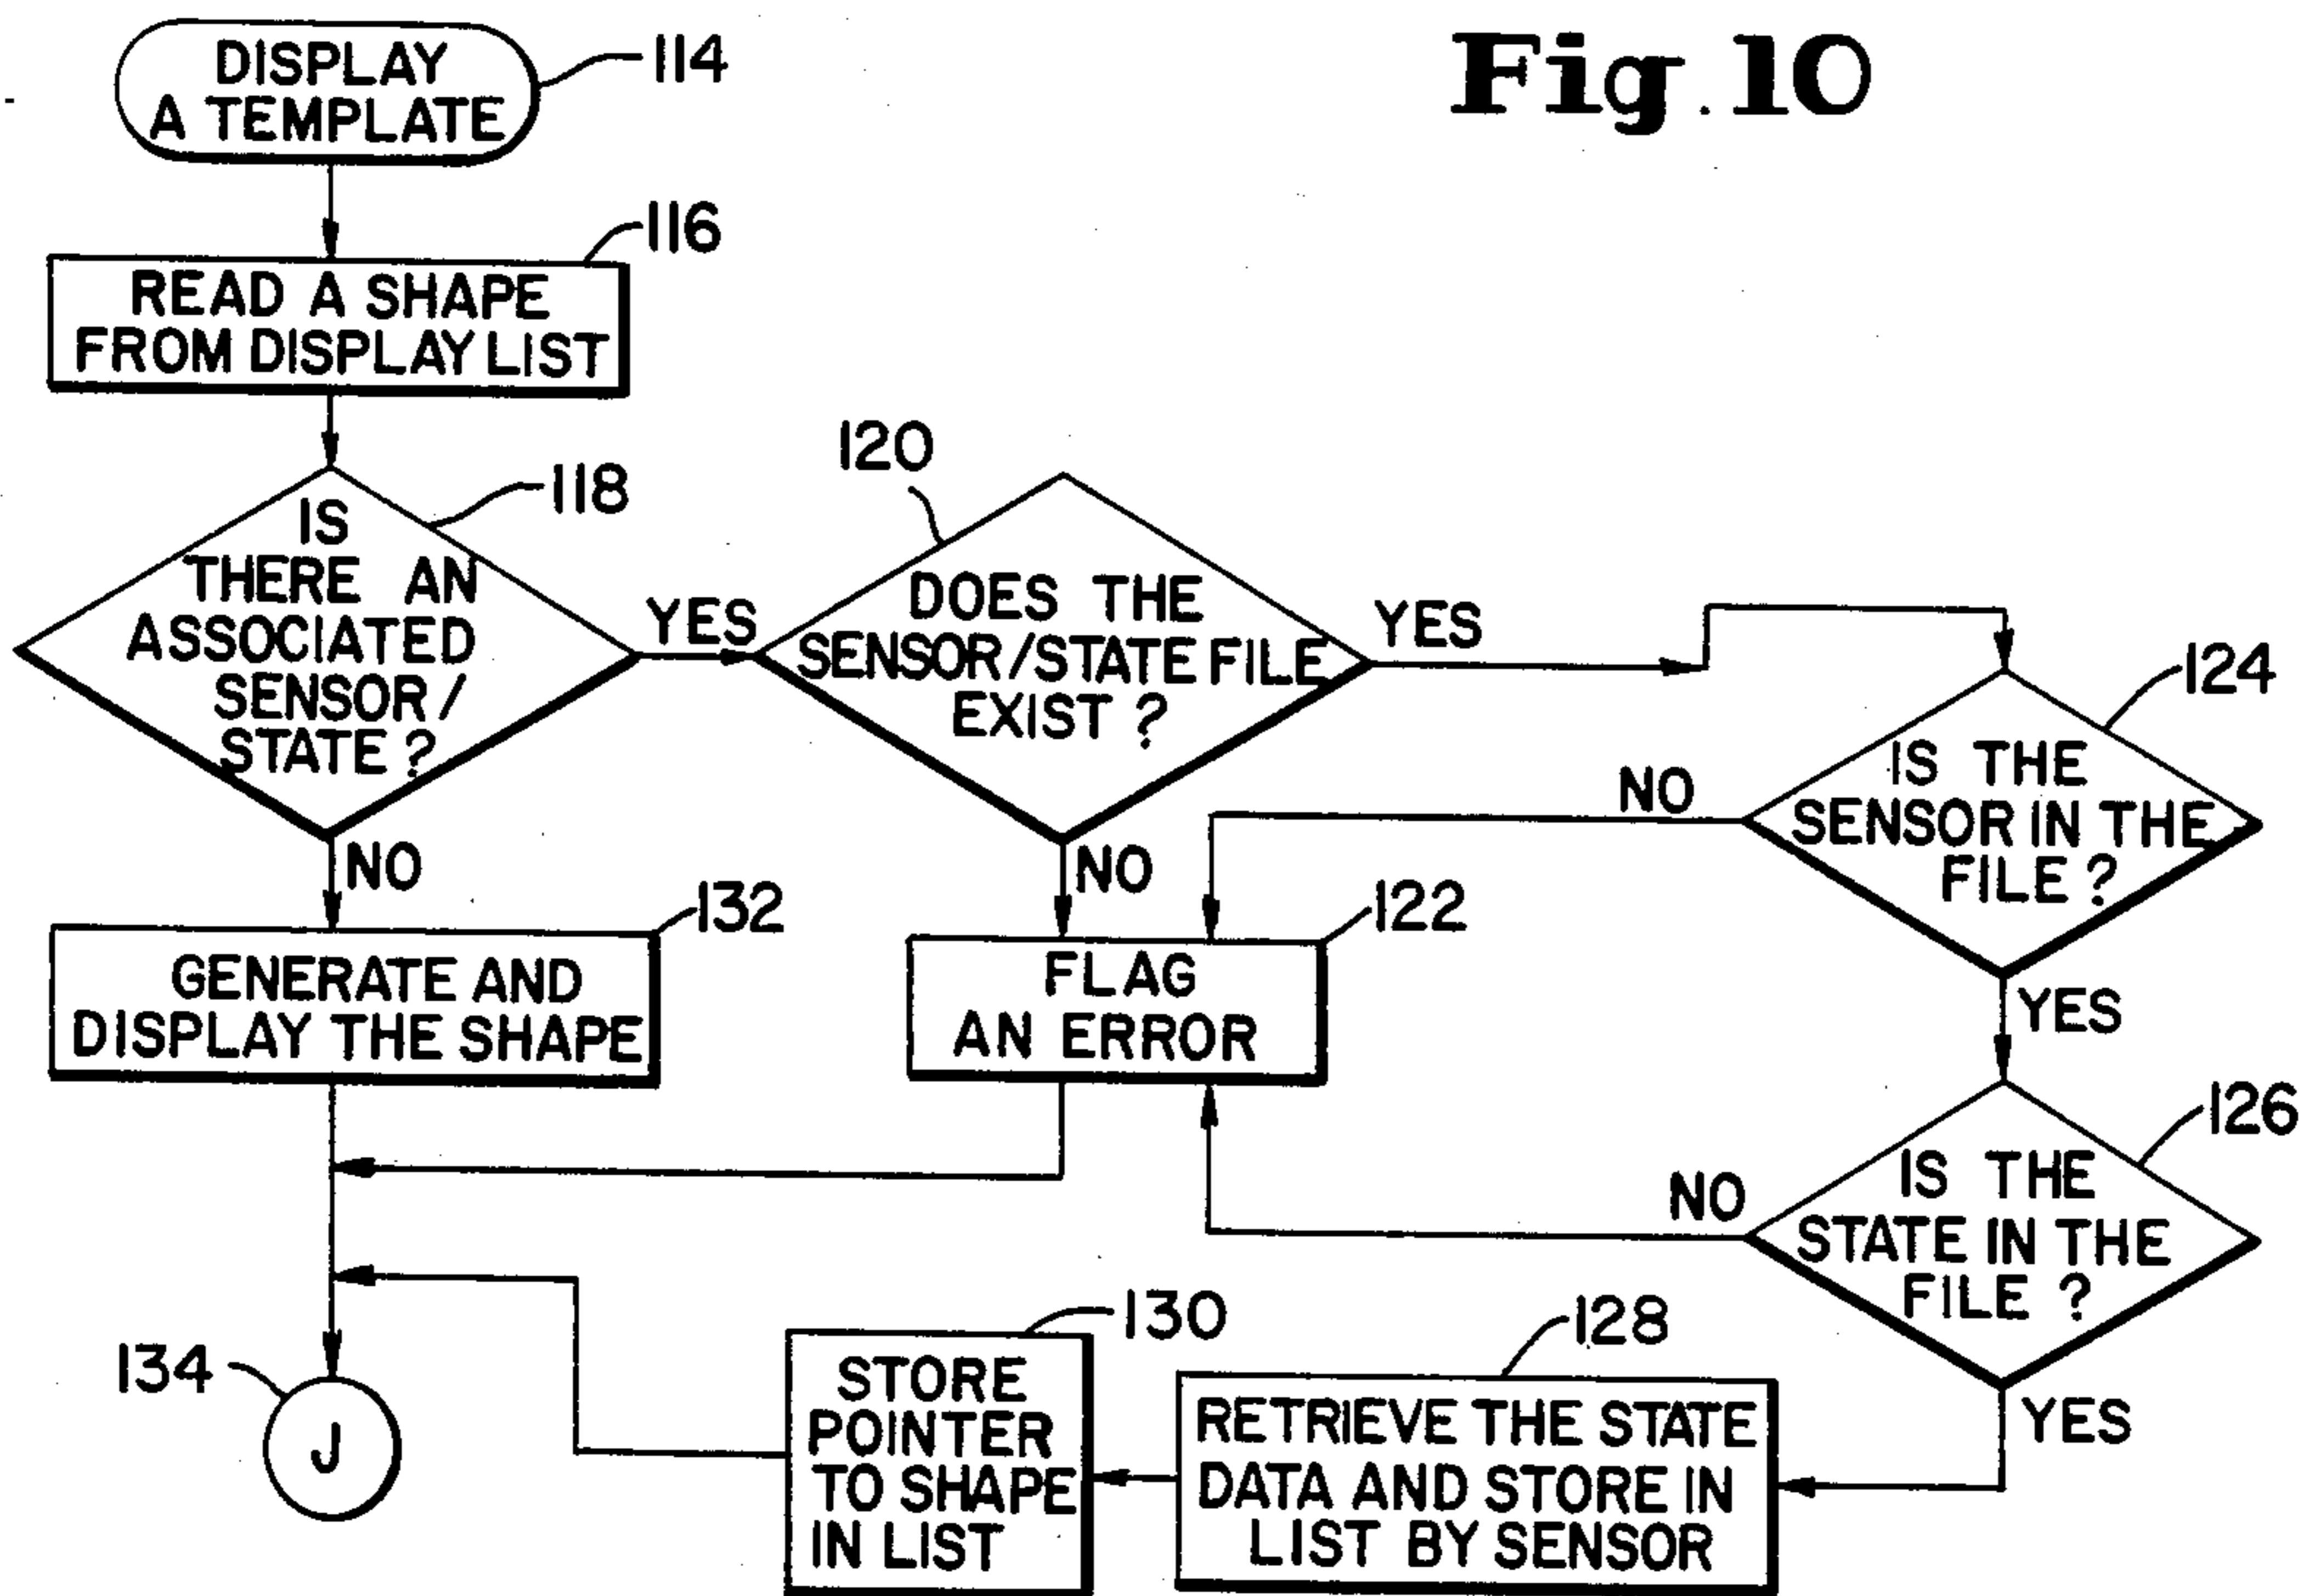 Fig. 10
DISPLAY
A TEMPLATE
114
116
READ A SHAPE
FROM DISPLAY LIST
118
IS
THERE AN
ASSOCIATED
SENSOR /
STATE ?
YES
NO
120
DOES THE
SENSOR/STATE FILE
EXIST ?
YES
NO
124
IS THE
SENSOR IN THE
FILE ?
NO
YES
132
GENERATE AND
DISPLAY THE SHAPE
122
FLAG
AN ERROR
126
IS THE
STATE IN THE
FILE ?
NO
YES
128
RETRIEVE THE STATE
DATA AND STORE IN
LIST BY SENSOR
130
STORE
POINTER
TO SHAPE
IN LIST
134
J